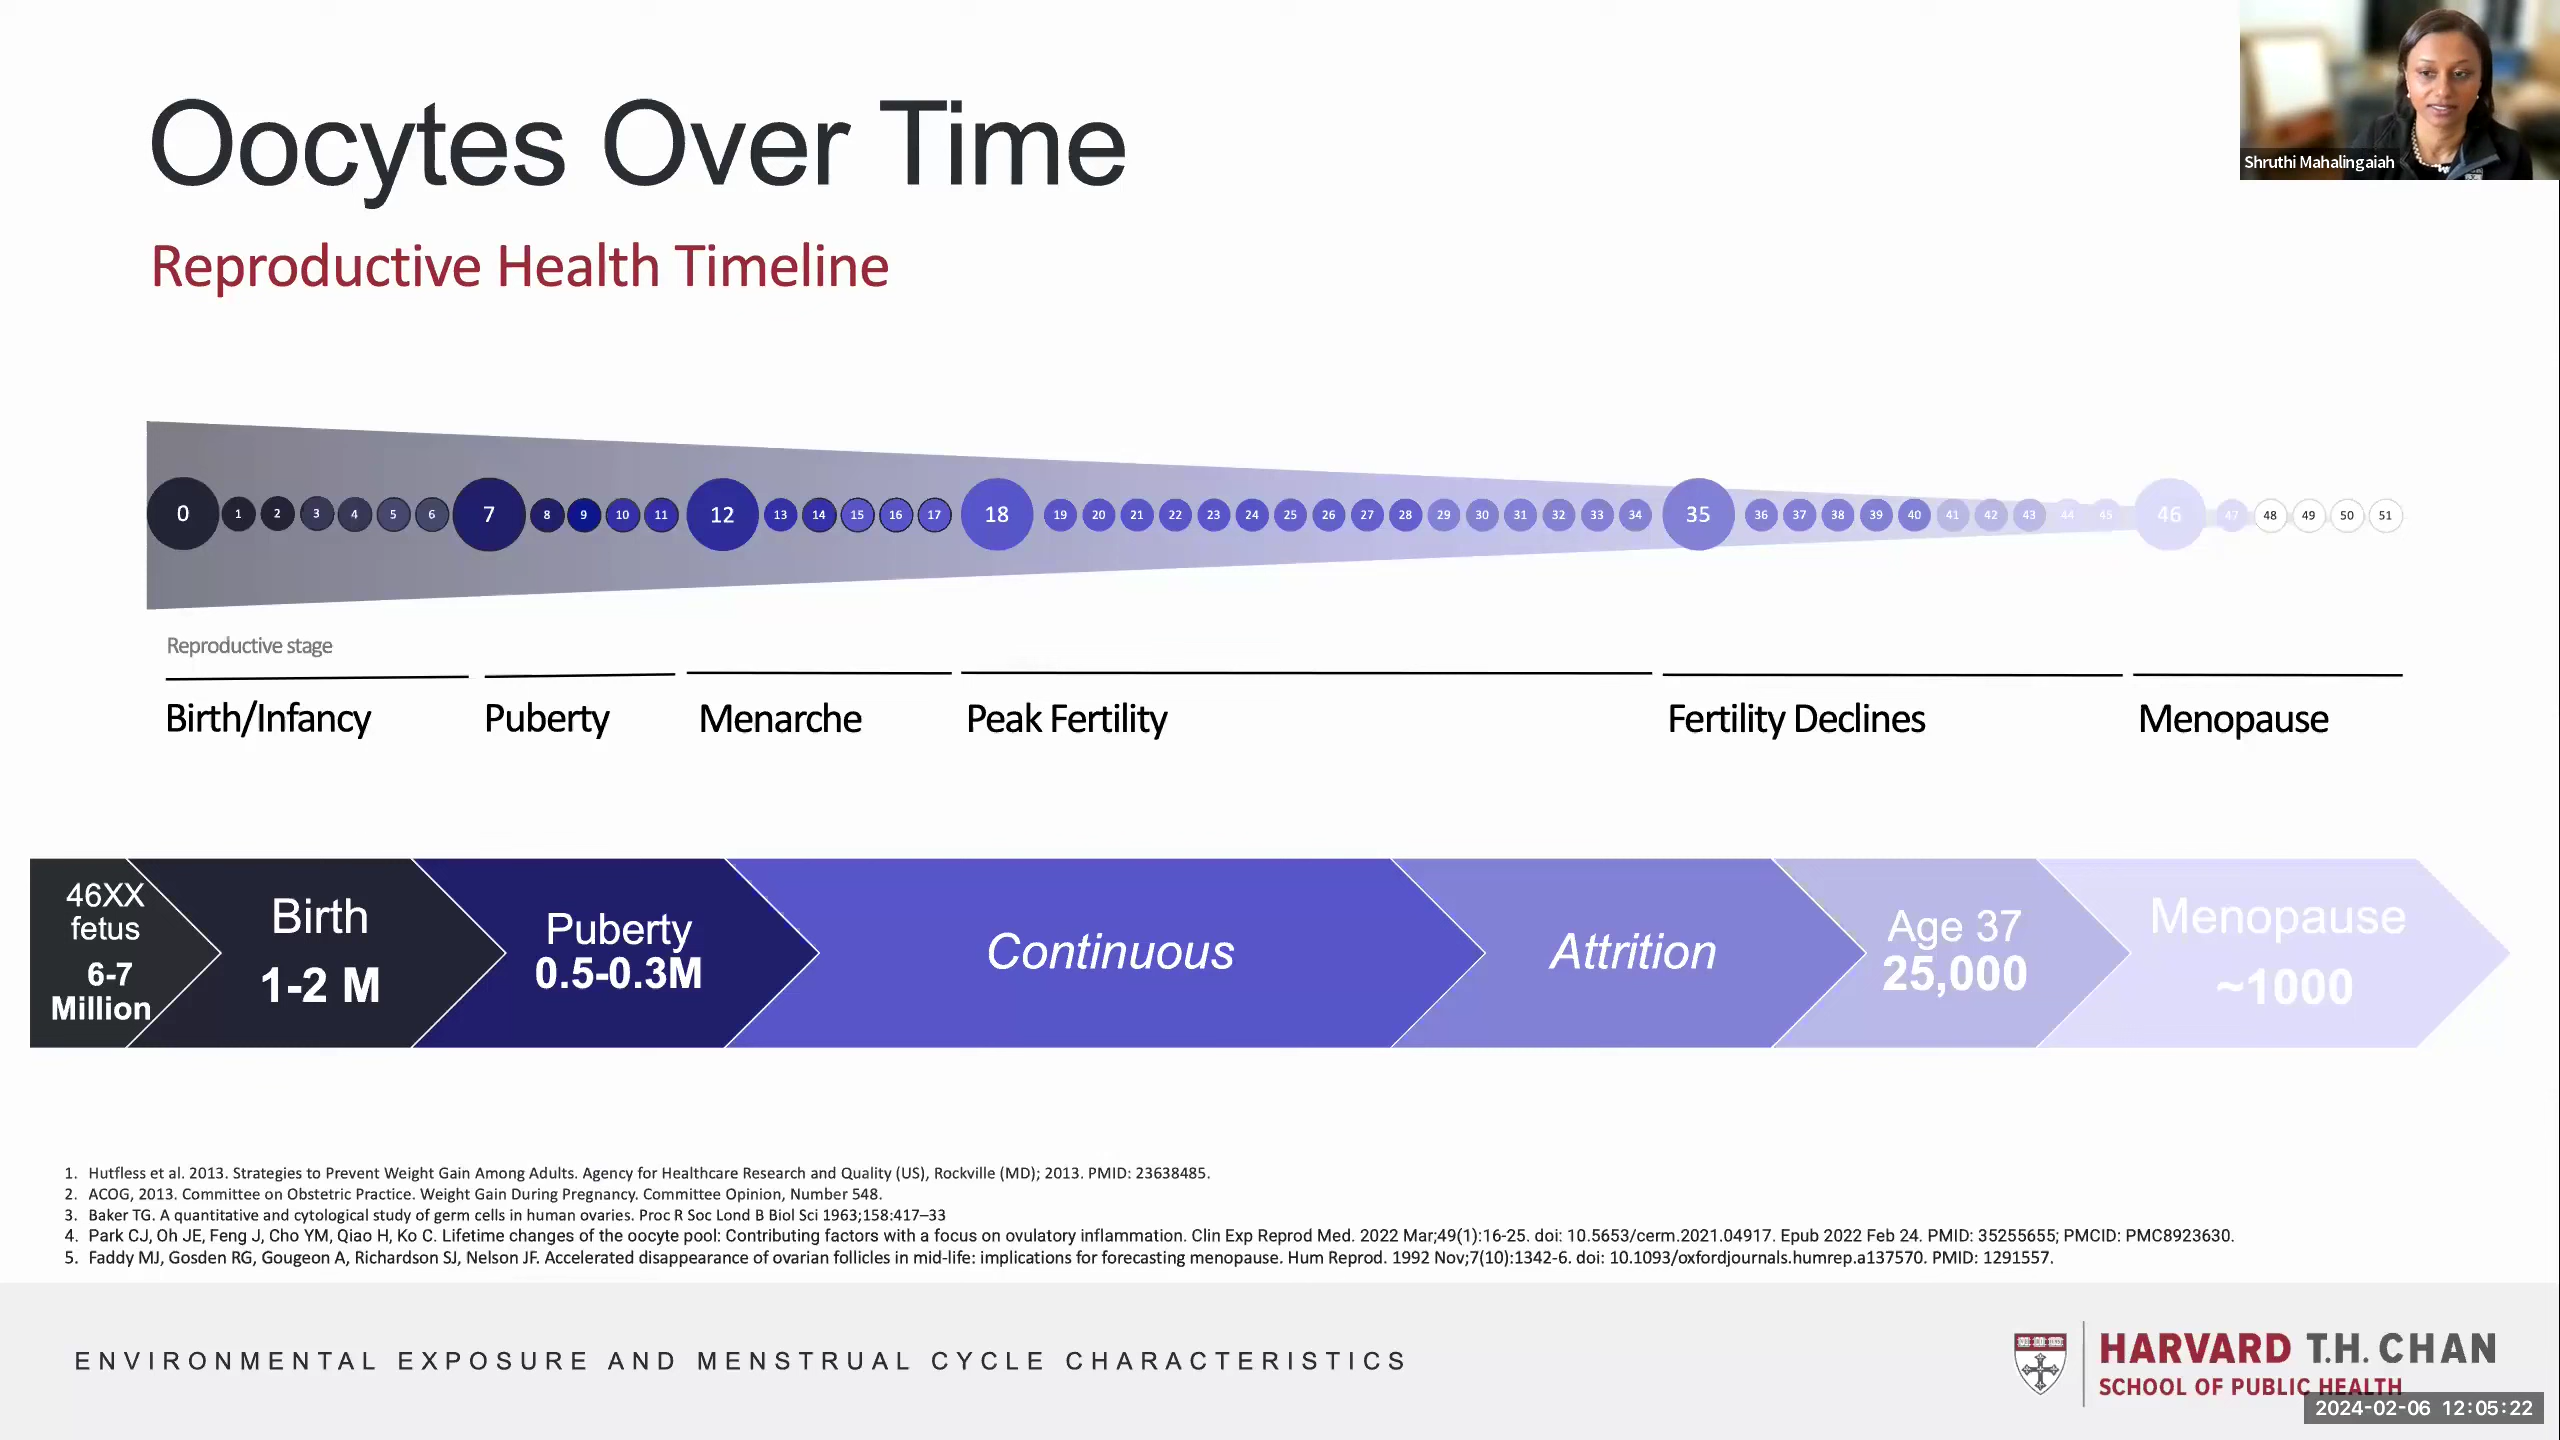 Oocytes Over Time
Shruthi Mahalingaiah
Reproductive Health Timeline
0 1 2 3 4 5 6 7 8 9 10 11 12 13 14 15 16 17 18 19 20 21 22 23 24 25 26 27 28 29 30 31 32 33 34 35 36 37 38 39 40 41 42 43 44 45 46 47 48 49 50 51
Reproductive stage
Birth/Infancy Puberty Menarche Peak Fertility Fertility Declines Menopause
46XX
fetus
6-7
Million
Birth
1-2 M
Puberty
0.5-0.3M
Continuous
Attrition
Age 37
25,000
Menopause
~1000
1. Hutfless et al. 2013. Strategies to Prevent Weight Gain Among Adults. Agency for Healthcare Research and Quality (US), Rockville (MD); 2013. PMID: 23638485.
2. ACOG, 2013. Committee on Obstetric Practice. Weight Gain During Pregnancy. Committee Opinion, Number 548.
3. Baker TG. A quantitative and cytological study of germ cells in human ovaries. Proc R Soc Lond B Biol Sci 1963;158:417–33
4. Park CJ, Oh JE, Feng J, Cho YM, Qiao H, Ko C. Lifetime changes of the oocyte pool: Contributing factors with a focus on ovulatory inflammation. Clin Exp Reprod Med. 2022 Mar;49(1):16-25. doi: 10.5653/cerm.2021.04917. Epub 2022 Feb 24. PMID: 35255655; PMCID: PMC8923630.
5. Faddy MJ, Gosden RG, Gougeon A, Richardson SJ, Nelson JF. Accelerated disappearance of ovarian follicles in mid-life: implications for forecasting menopause. Hum Reprod. 1992 Nov;7(10):1342-6. doi: 10.1093/oxfordjournals.humrep.a137570. PMID: 1291557.
ENVIRONMENTAL EXPOSURE AND MENSTRUAL CYCLE CHARACTERISTICS
HARVARD T.H. CHAN
SCHOOL OF PUBLIC HEALTH
2024-02-06 12:05:22